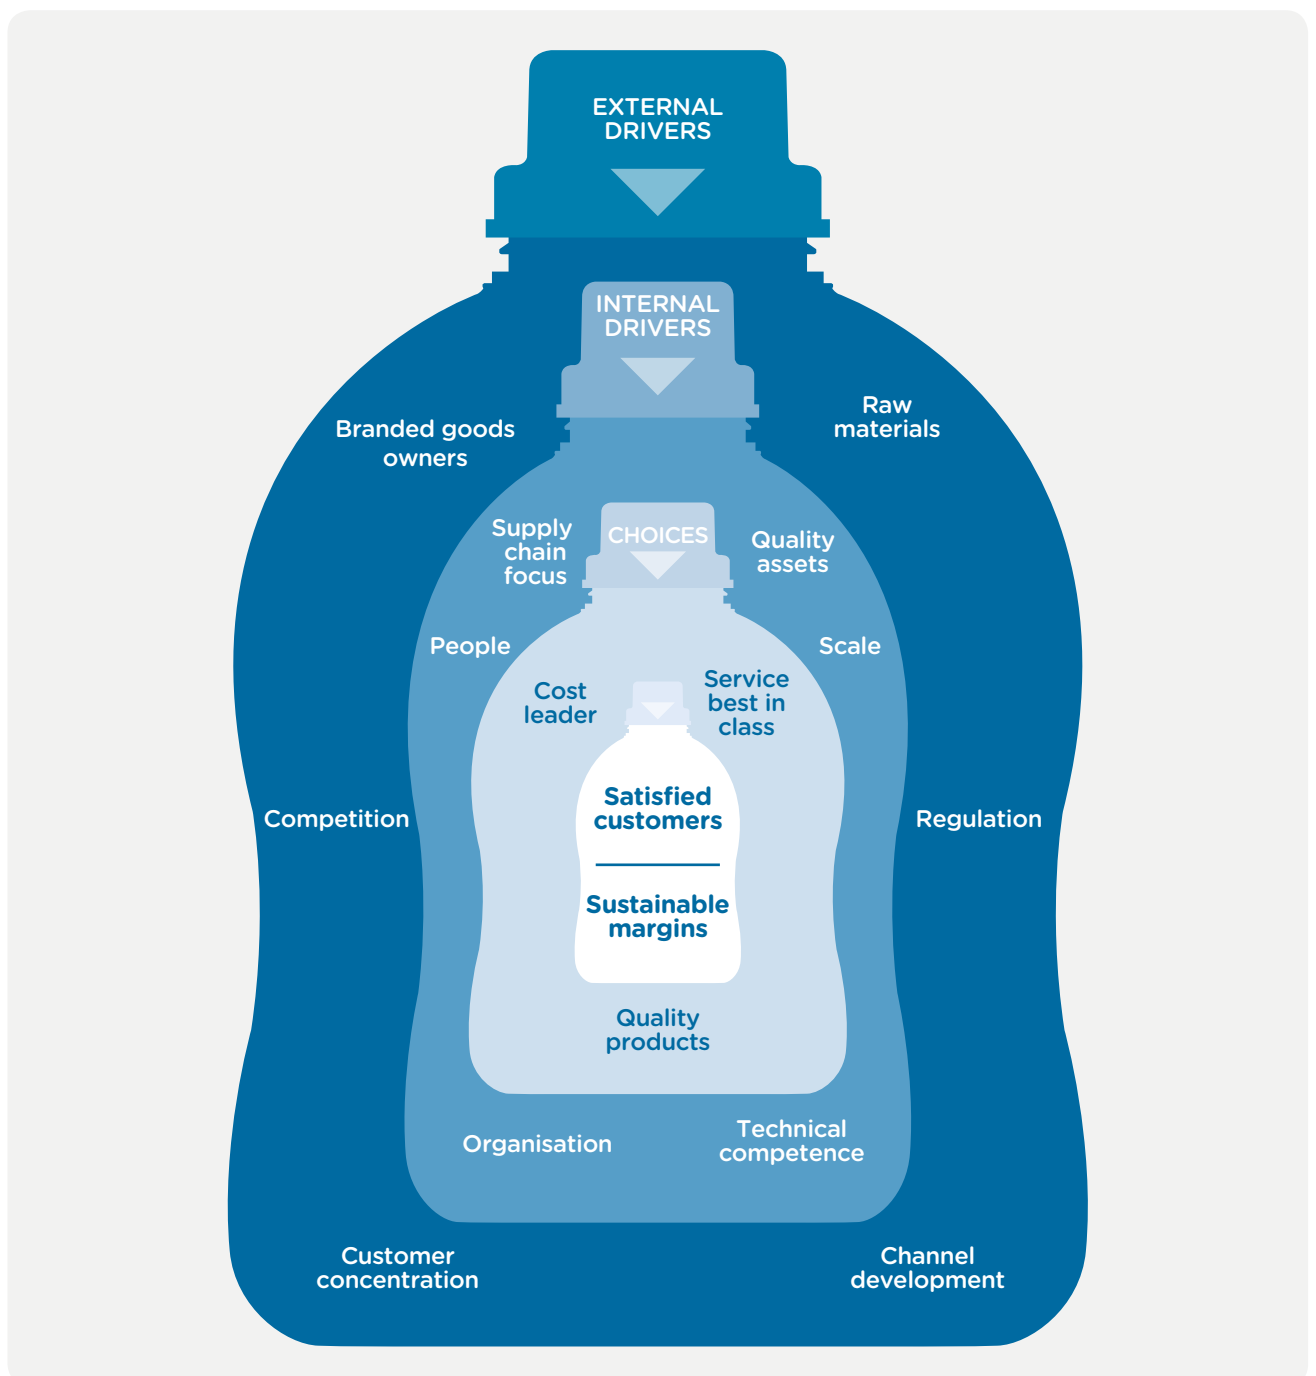 EXTERNAL
DRIVERS
INTERNAL
DRIVERS
Branded goods
owners
Raw
materials
Supply
chain
focus
CHOICES
Quality
assets
People
Scale
Cost
leader
Service
best in
class
Satisfied
customers
Competition
Regulation
Sustainable
margins
Quality
products
Organisation
Technical
competence
Customer
concentration
Channel
development